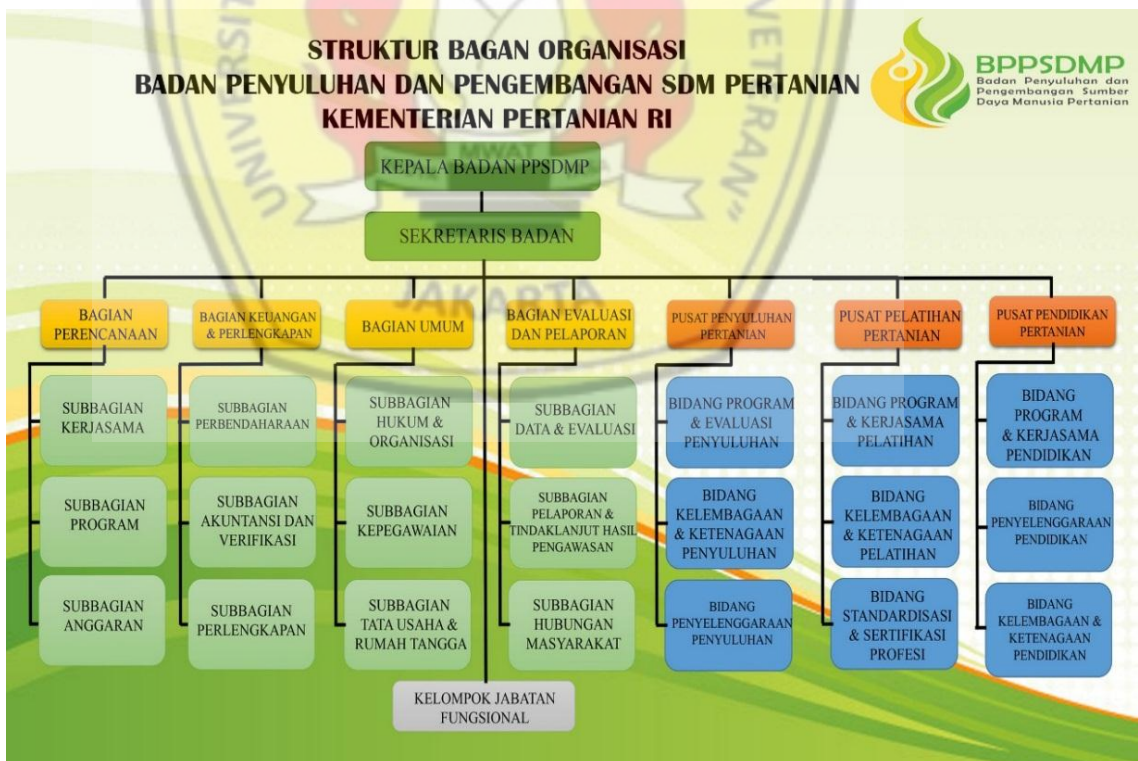 STRUKTUR BAGAN ORGANISASI
BADAN PENYULUHAN DAN PENGEMBANGAN SDM PERTANIAN
KEMENTERIAN PERTANIAN RI
BPPSDMP
Badan Penyuluhan dan
Pengembangan Sumber
Daya Manusia Pertanian
UNIVERSIT
VETERAN"
MWAT
JAKARTA
KEPALA BADAN PPSDMP
SEKRETARIS BADAN
BAGIAN
PERENCANAAN
BAGIAN KEUANGAN
& PERLENGKAPAN
BAGIAN UMUM
BAGIAN EVALUASI
DAN PELAPORAN
PUSAT PENYULUHAN
PERTANIAN
PUSAT PELATIHAN
PERTANIAN
PUSAT PENDIDIKAN
PERTANIAN
SUBBAGIAN
KERJASAMA
SUBBAGIAN
PERBENDAHARAAN
SUBBAGIAN
HUKUM &
ORGANISASI
SUBBAGIAN
DATA & EVALUASI
BIDANG PROGRAM
& EVALUASI
PENYULUHAN
BIDANG PROGRAM
& KERJASAMA
PELATIHAN
BIDANG
PROGRAM
& KERJASAMA
PENDIDIKAN
SUBBAGIAN
PROGRAM
SUBBAGIAN
AKUNTANSI DAN
VERIFIKASI
SUBBAGIAN
KEPEGAWAIAN
SUBBAGIAN
PELAPORAN &
TINDAKLANJUT HASIL
PENGAWASAN
BIDANG
KELEMBAGAAN
& KETENAGAAN
PENYULUHAN
BIDANG
KELEMBAGAAN
& KETENAGAAN
PELATIHAN
BIDANG
PENYELENGGARAAN
PENDIDIKAN
SUBBAGIAN
ANGGARAN
SUBBAGIAN
PERLENGKAPAN
SUBBAGIAN
TATA USAHA &
RUMAH TANGGA
SUBBAGIAN
HUBUNGAN
MASYARAKAT
BIDANG
PENYELENGGARAAN
PENYULUHAN
BIDANG
STANDARDISASI
& SERTIFIKASI
PROFESI
BIDANG
KELEMBAGAAN &
KETENAGAAN
PENDIDIKAN
KELOMPOK JABATAN
FUNGSIONAL